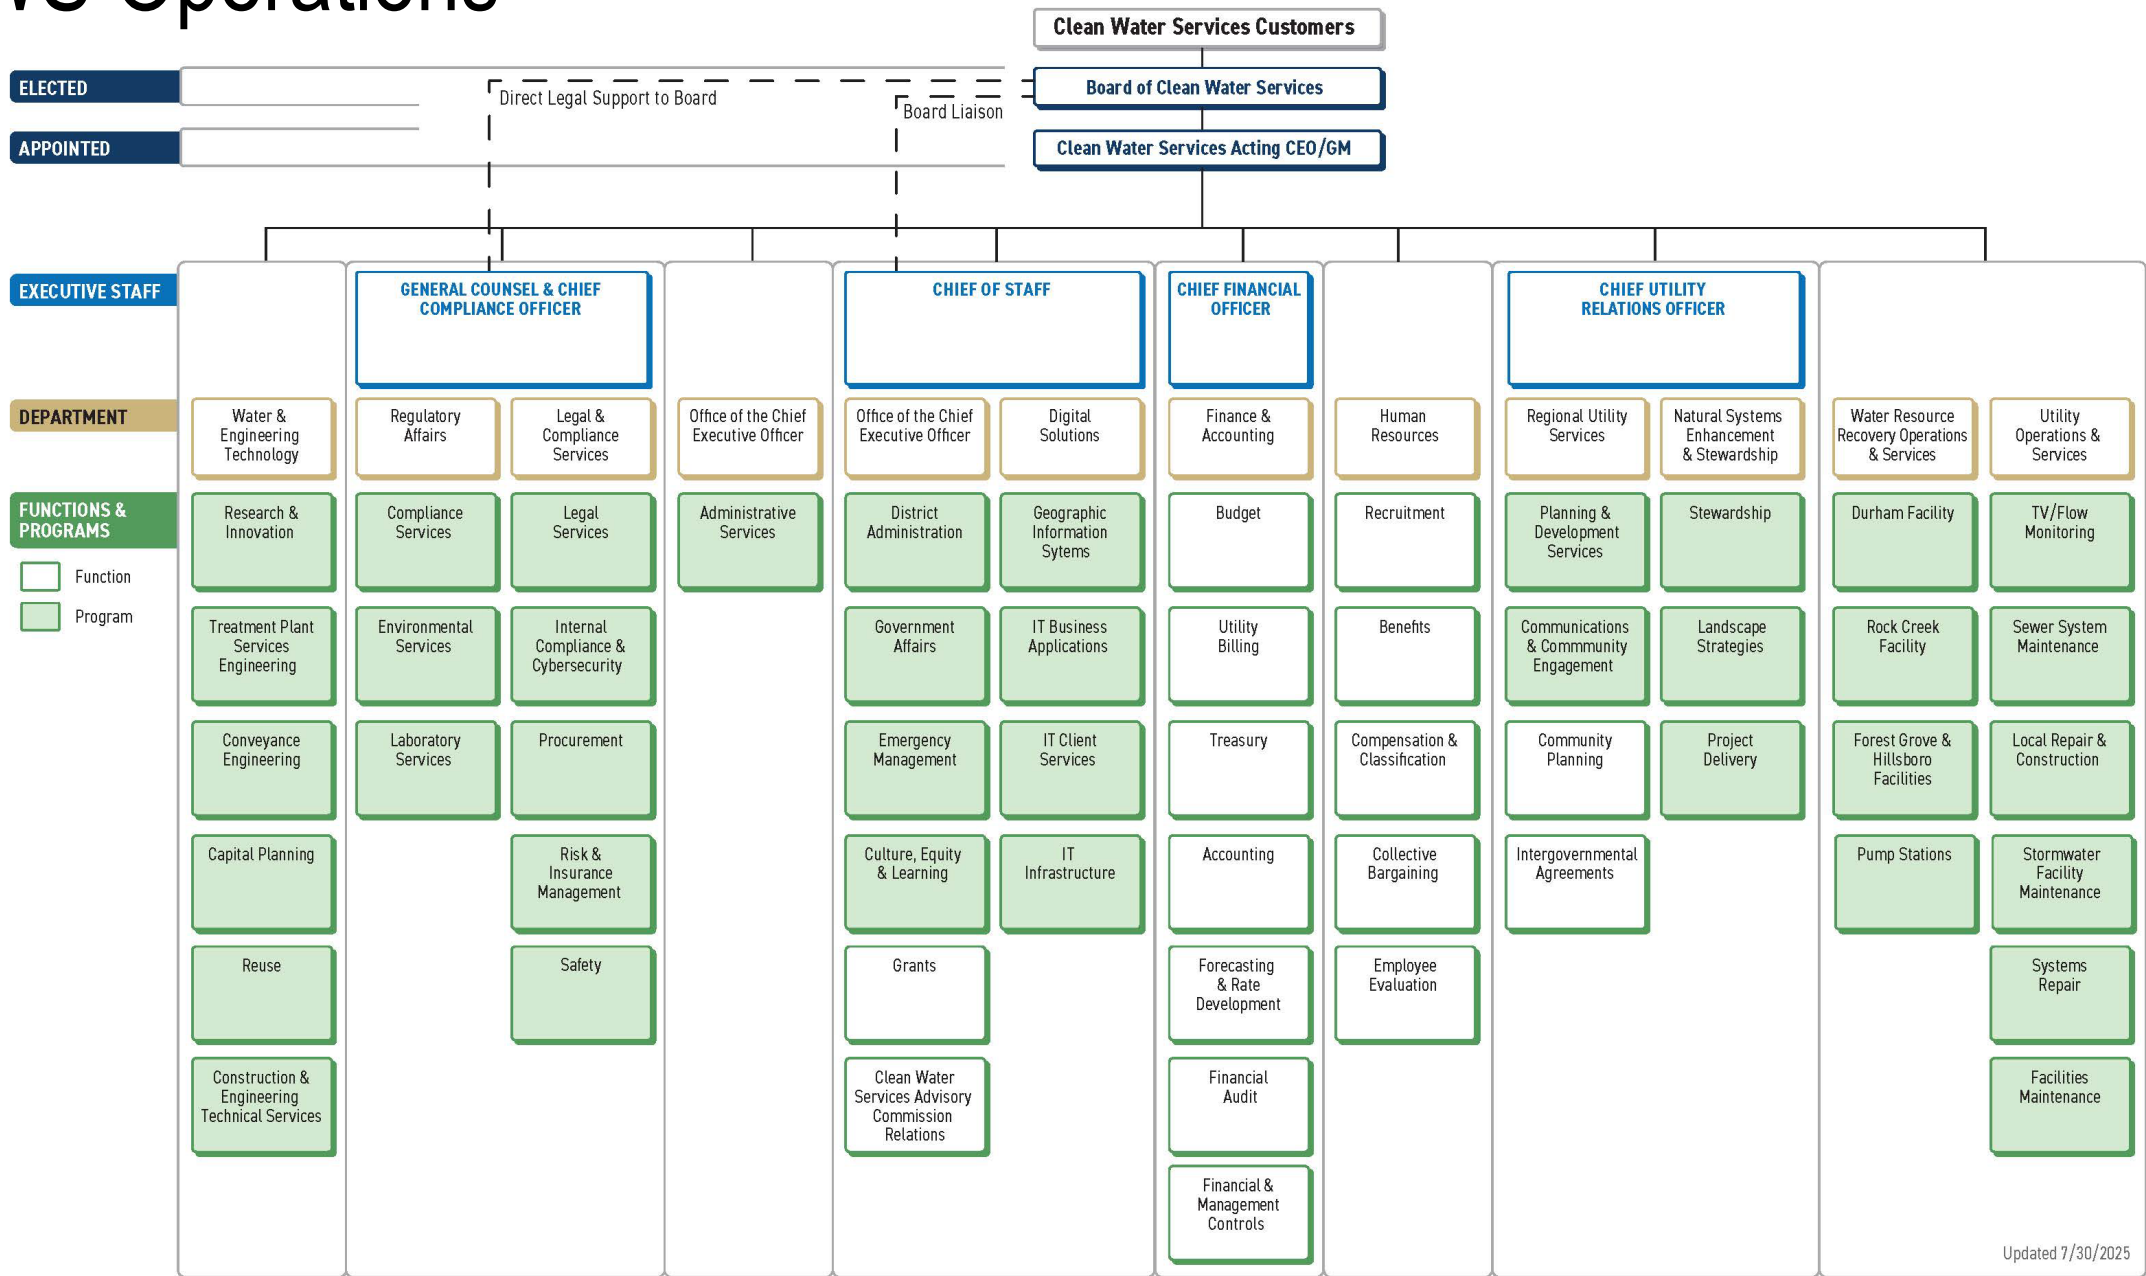 WS Operations
Clean Water Services Customers
ELECTED
Board of Clean Water Services
Direct Legal Support to Board
Board Liaison
APPOINTED
Clean Water Services Acting CEO/GM
EXECUTIVE STAFF
GENERAL COUNSEL & CHIEF
COMPLIANCE OFFICER
CHIEF OF STAFF
CHIEF FINANCIAL
OFFICER
CHIEF UTILITY
RELATIONS OFFICER
DEPARTMENT
Water &
Engineering
Technology
Regulatory
Affairs
Legal &
Compliance
Services
Office of the Chief
Executive Officer
Office of the Chief
Executive Officer
Digital
Solutions
Finance &
Accounting
Human
Resources
Regional Utility
Services
Natural Systems
Enhancement
& Stewardship
Water Resource
Recovery Operations
& Services
Utility
Operations &
Services
FUNCTIONS &
PROGRAMS
Function
Program
Research &
Innovation
Compliance
Services
Legal
Services
Administrative
Services
District
Administration
Geographic
Information
Sytems
Budget
Recruitment
Planning &
Development
Services
Stewardship
Durham Facility
TV/Flow
Monitoring
Treatment Plant
Services
Engineering
Environmental
Services
Internal
Compliance &
Cybersecurity
Government
Affairs
IT Business
Applications
Utility
Billing
Benefits
Communications
& Commmunity
Engagement
Landscape
Strategies
Rock Creek
Facility
Sewer System
Maintenance
Conveyance
Engineering
Laboratory
Services
Procurement
Emergency
Management
IT Client
Services
Treasury
Compensation &
Classification
Community
Planning
Project
Delivery
Forest Grove &
Hillsboro
Facilities
Local Repair &
Construction
Capital Planning
Risk &
Insurance
Management
Culture, Equity
& Learning
IT
Infrastructure
Accounting
Collective
Bargaining
Intergovernmental
Agreements
Pump Stations
Stormwater
Facility
Maintenance
Reuse
Safety
Grants
Forecasting
& Rate
Development
Employee
Evaluation
Systems
Repair
Construction &
Engineering
Technical Services
Clean Water
Services Advisory
Commission
Relations
Financial
Audit
Facilities
Maintenance
Financial &
Management
Controls
Updated 7/30/2025